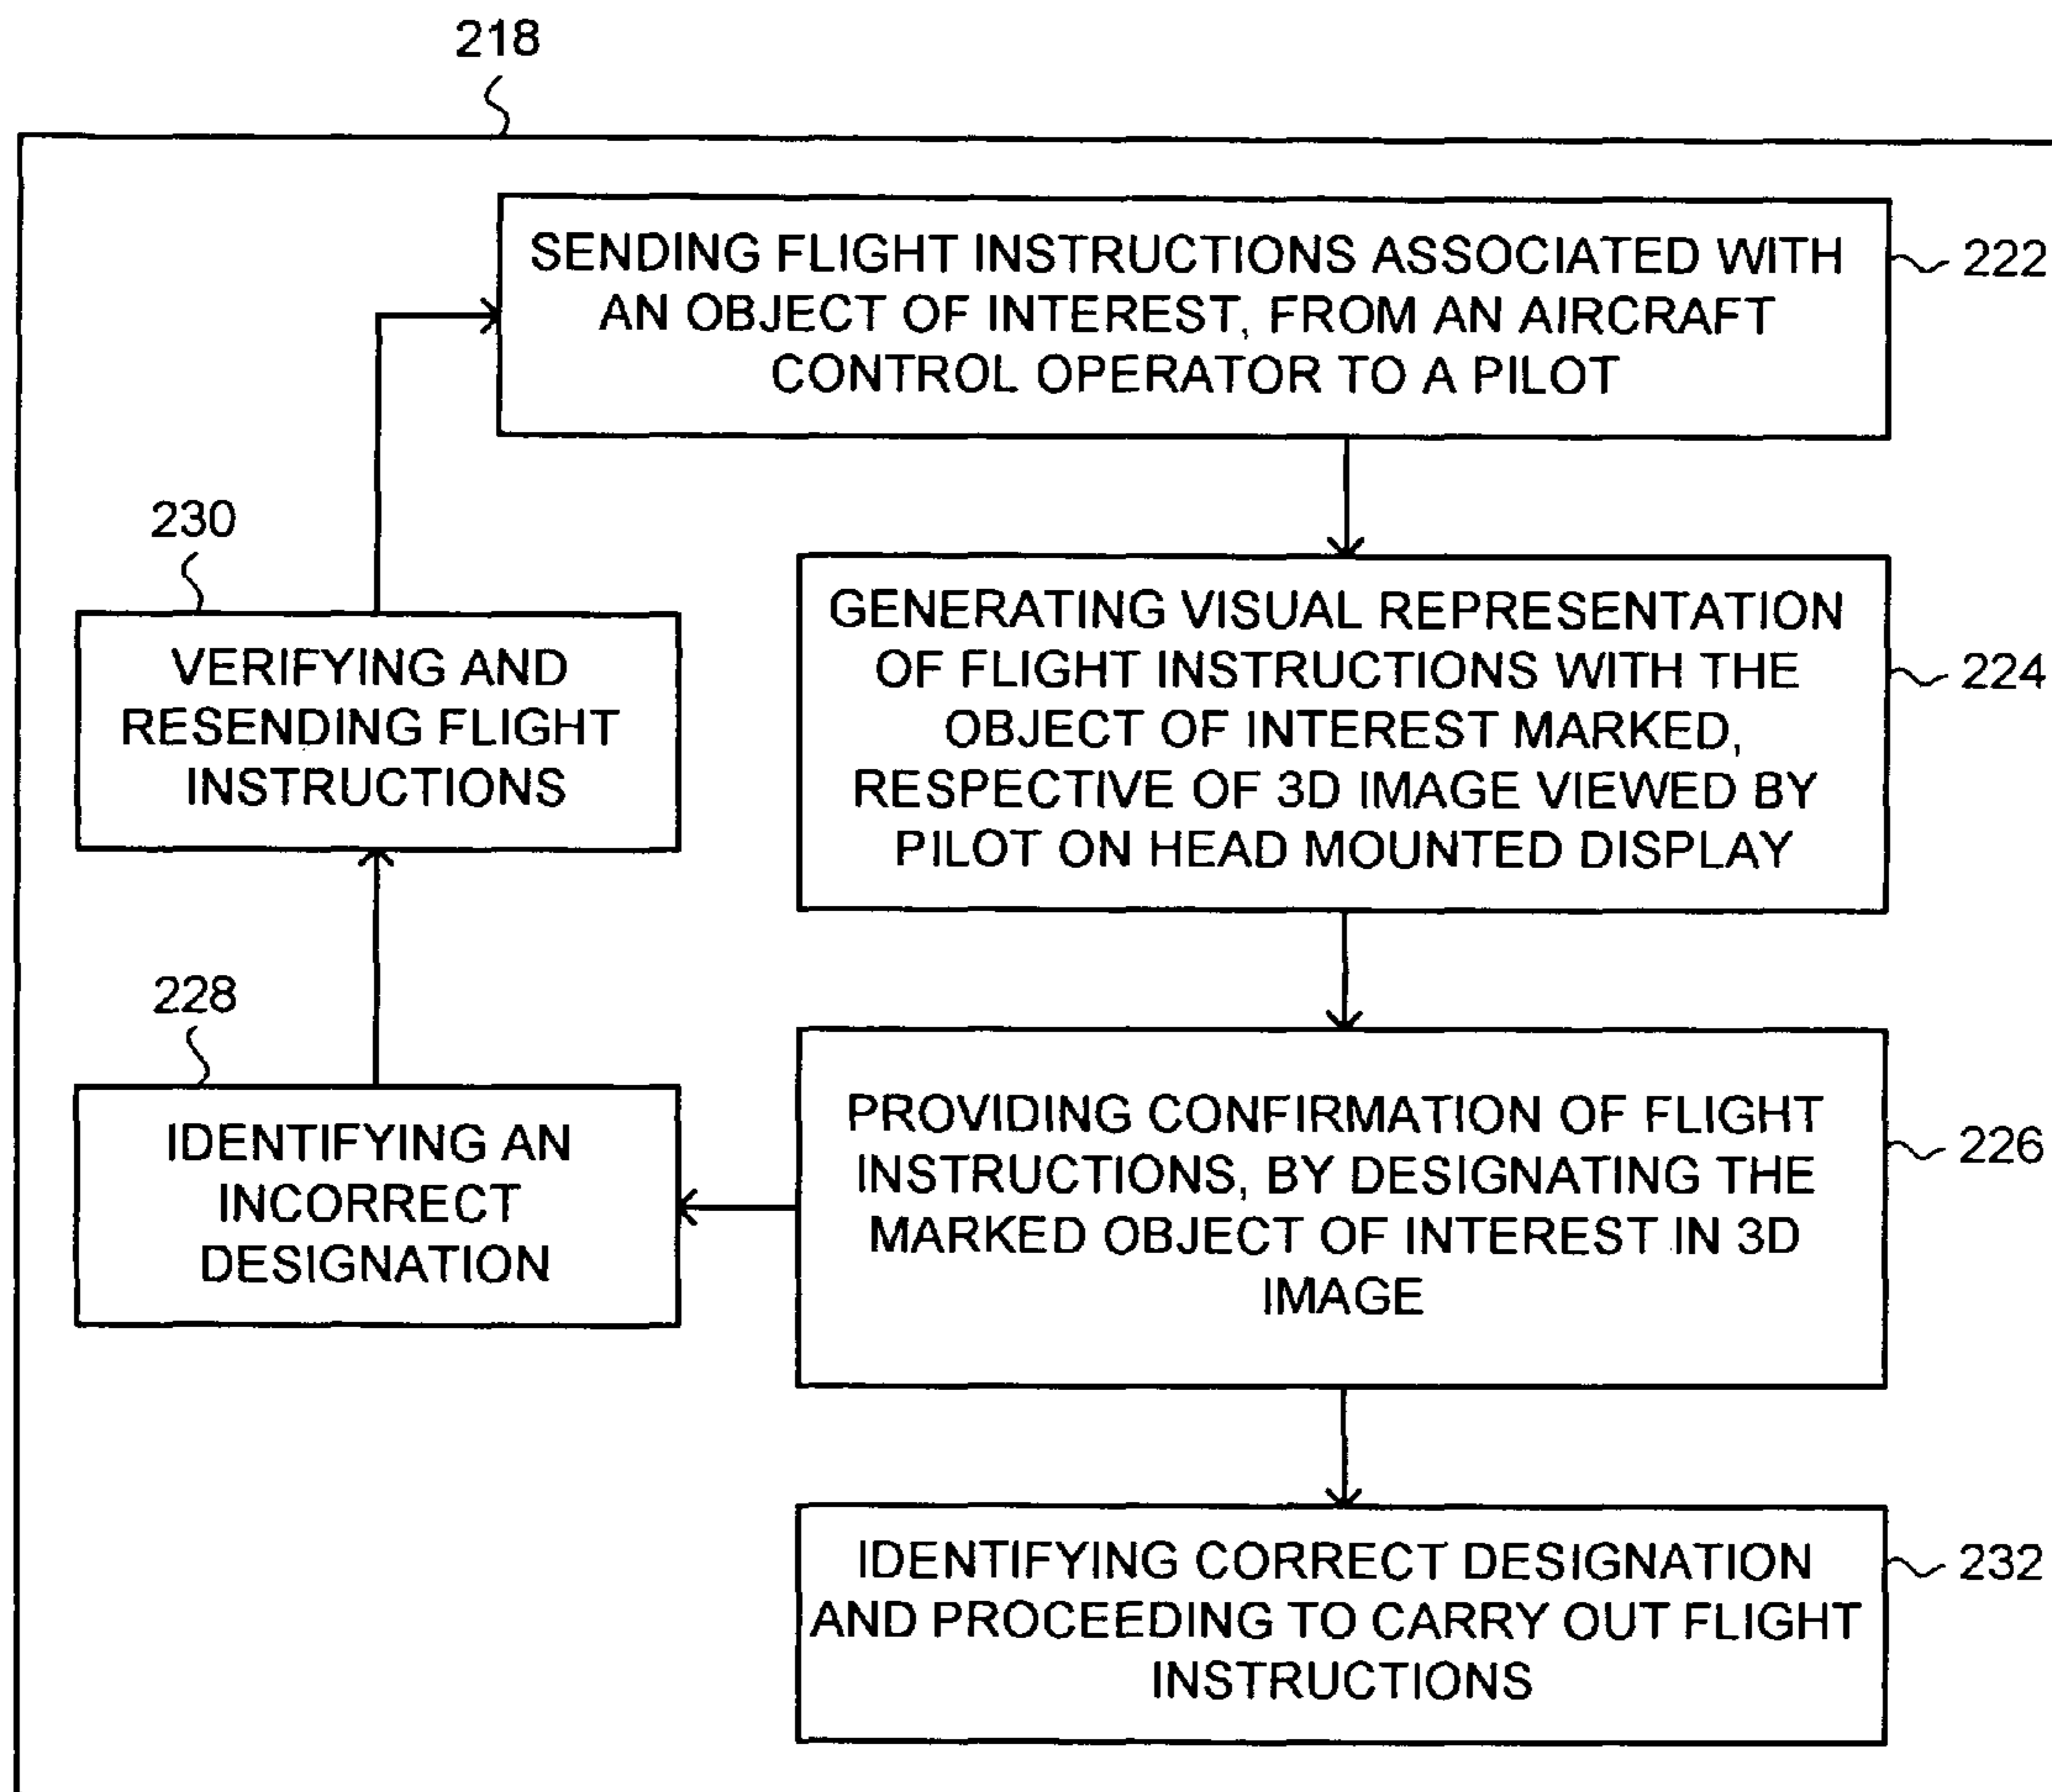 218
SENDING FLIGHT INSTRUCTIONS ASSOCIATED WITH
AN OBJECT OF INTEREST, FROM AN AIRCRAFT
CONTROL OPERATOR TO A PILOT
222
GENERATING VISUAL REPRESENTATION
OF FLIGHT INSTRUCTIONS WITH THE
OBJECT OF INTEREST MARKED,
RESPECTIVE OF 3D IMAGE VIEWED BY
PILOT ON HEAD MOUNTED DISPLAY
224
230
VERIFYING AND
RESENDING FLIGHT
INSTRUCTIONS
228
IDENTIFYING AN
INCORRECT
DESIGNATION
PROVIDING CONFIRMATION OF FLIGHT
INSTRUCTIONS, BY DESIGNATING THE
MARKED OBJECT OF INTEREST IN 3D
IMAGE
226
IDENTIFYING CORRECT DESIGNATION
AND PROCEEDING TO CARRY OUT FLIGHT
INSTRUCTIONS
232